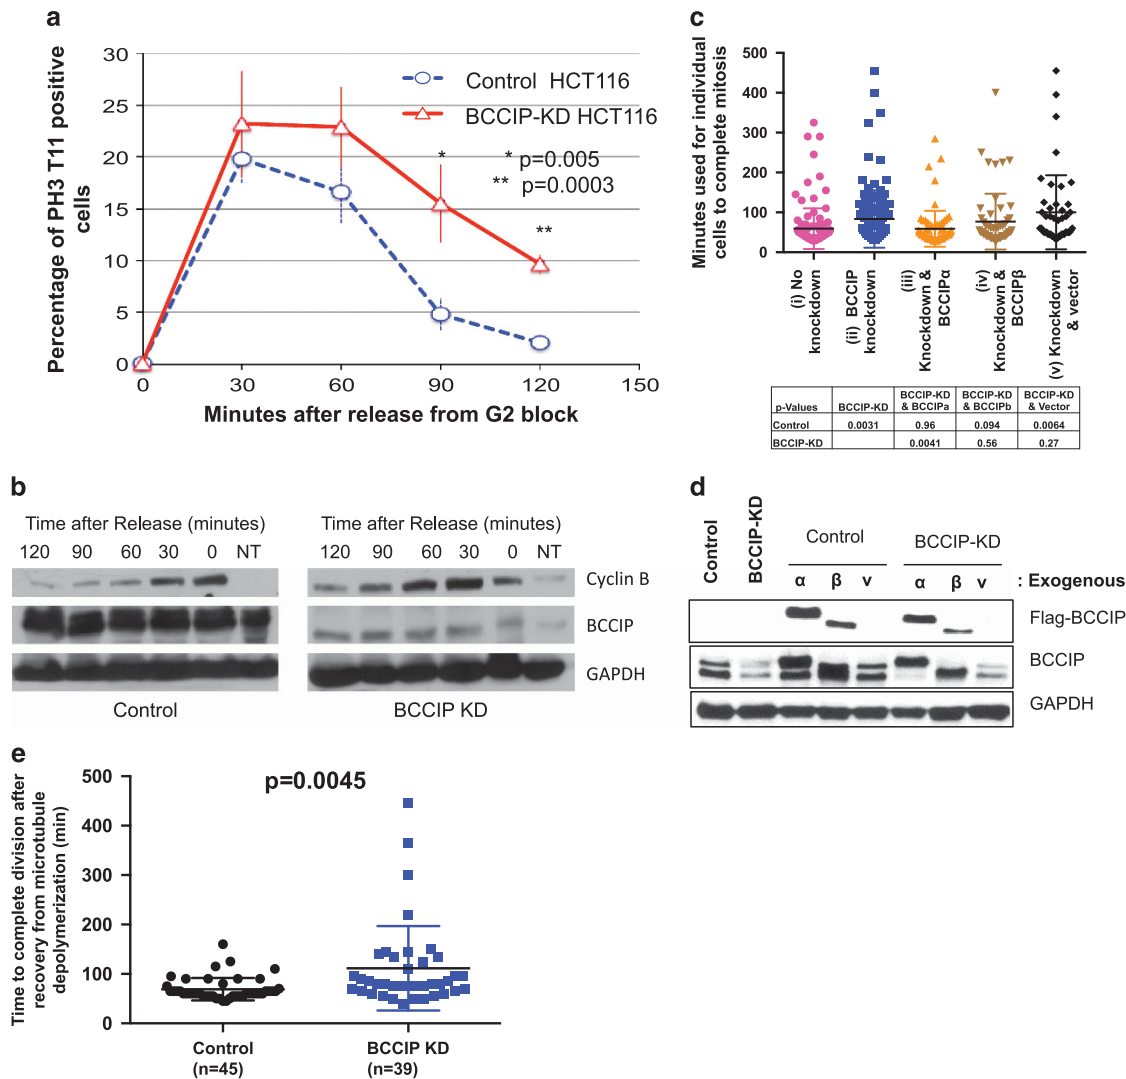 a
Percentage of PH3 T11 positive
cells
30
25
20
15
10
5
0
0 30 60 90 120 150
Minutes after release from G2 block
Control HCT116
BCCIP-KD HCT116
* p=0.005
** p=0.0003
*
**
c
Minutes used for individual
cells to complete mitosis
500
400
300
200
100
0
(i) No
knockdown
(ii) BCCIP
knockdown
(iii)
Knockdown &
BCCIPα
(iv)
Knockdown &
BCCIPβ
(v) Knockdown
& vector
p-Values BCCIP-KD BCCIP-KD & BCCIPa BCCIP-KD & BCCIPb BCCIP-KD & Vector
Control 0.0031 0.96 0.094 0.0064
BCCIP-KD 0.0041 0.56 0.27
b
Time after Release (minutes)
120 90 60 30 0 NT
Time after Release (minutes)
120 90 60 30 0 NT
Cyclin B
BCCIP
GAPDH
Control
BCCIP KD
d
Control
BCCIP-KD
Control
BCCIP-KD
α β v α β v : Exogenous
Flag-BCCIP
BCCIP
GAPDH
e
Time to complete division after
recovery from microtubule
depolymerization (min)
p=0.0045
500
400
300
200
100
0
Control
(n=45)
BCCIP KD
(n=39)